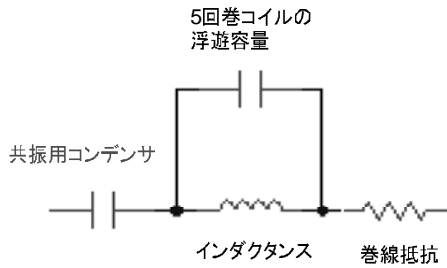 5回巻コイルの
浮遊容量
共振用コンデンサ
インダクタンス
巻線抵抗